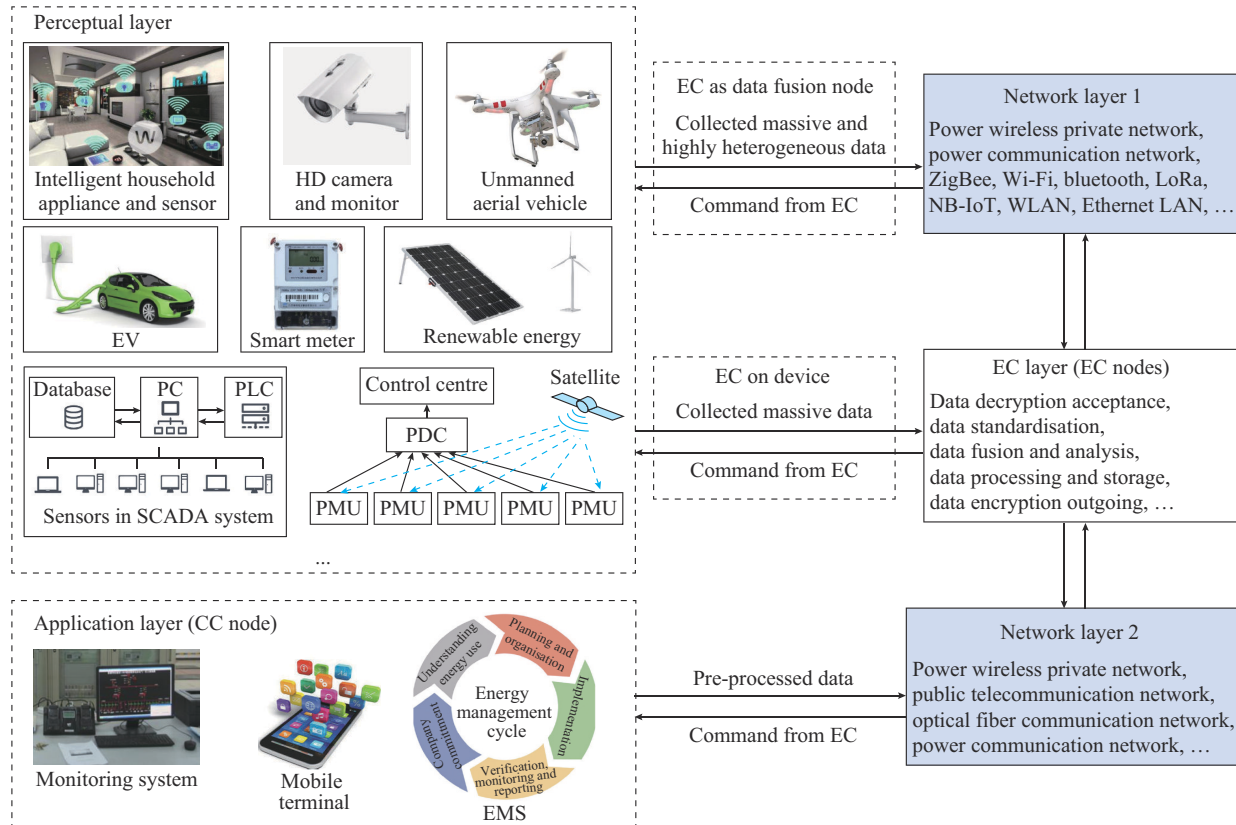 Perceptual layer
Intelligent household
appliance and sensor
HD camera
and monitor
Unmanned
aerial vehicle
EV
Smart meter
Renewable energy
Database
PC
PLC
Sensors in SCADA system
Control centre
Satellite
PDC
PMU
PMU
PMU
PMU
PMU
...
EC as data fusion node
Collected massive and
highly heterogeneous data
Command from EC
Network layer 1
Power wireless private network,
power communication network,
ZigBee, Wi-Fi, bluetooth, LoRa,
NB-IoT, WLAN, Ethernet LAN, …
EC on device
Collected massive data
Command from EC
EC layer (EC nodes)
Data decryption acceptance,
data standardisation,
data fusion and analysis,
data processing and storage,
data encryption outgoing, …
Application layer (CC node)
Monitoring system
Mobile
terminal
Understanding
energy use
Planning and
organisation
Implementation
Verification,
monitoring and
reporting
Company
commitment
Energy
management
cycle
EMS
Pre-processed data
Command from EC
Network layer 2
Power wireless private network,
public telecommunication network,
optical fiber communication network,
power communication network, …